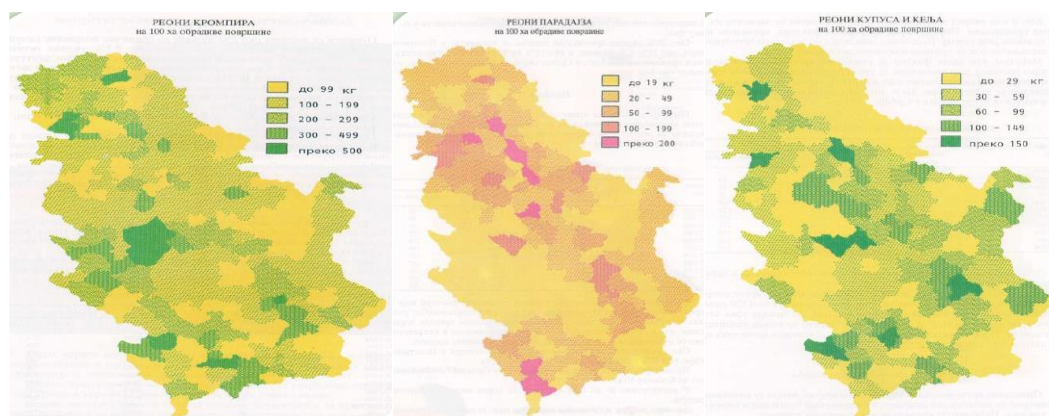 РЕОНИ КРОМПИРА
на 100 ха обрадиве површине
до 99 кг
100 - 199
200 - 299
300 - 499
преко 500
РЕОНИ ПАРАДАЈЗА
на 100 ха обрадиве површине
до 19 кг
20 - 49
50 - 99
100 - 199
преко 200
РЕОНИ КУПУСА И КЕЉА
на 100 ха обрадиве површине
до 29 кг
30 - 59
60 - 99
100 - 149
преко 150